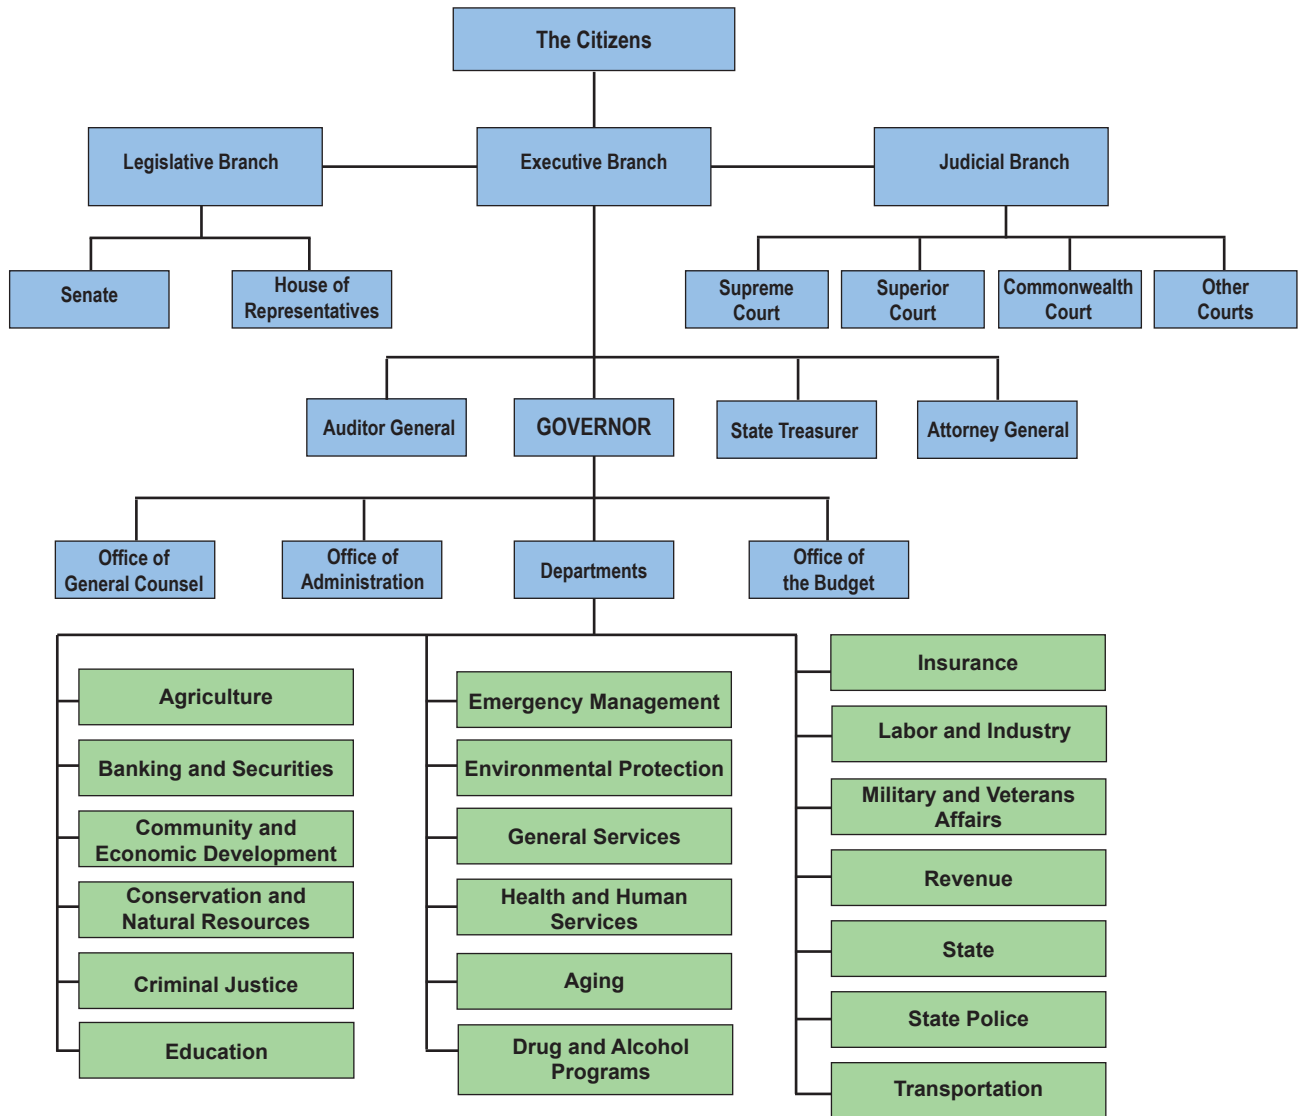 The Citizens
Legislative Branch
Executive Branch
Judicial Branch
Senate
House of
Representatives
Supreme
Court
Superior
Court
Commonwealth
Court
Other
Courts
Auditor General
GOVERNOR
State Treasurer
Attorney General
Office of
General Counsel
Office of
Administration
Departments
Office of
the Budget
Agriculture
Banking and Securities
Community and
Economic Development
Conservation and
Natural Resources
Criminal Justice
Education
Emergency Management
Environmental Protection
General Services
Health and Human
Services
Aging
Drug and Alcohol
Programs
Insurance
Labor and Industry
Military and Veterans
Affairs
Revenue
State
State Police
Transportation